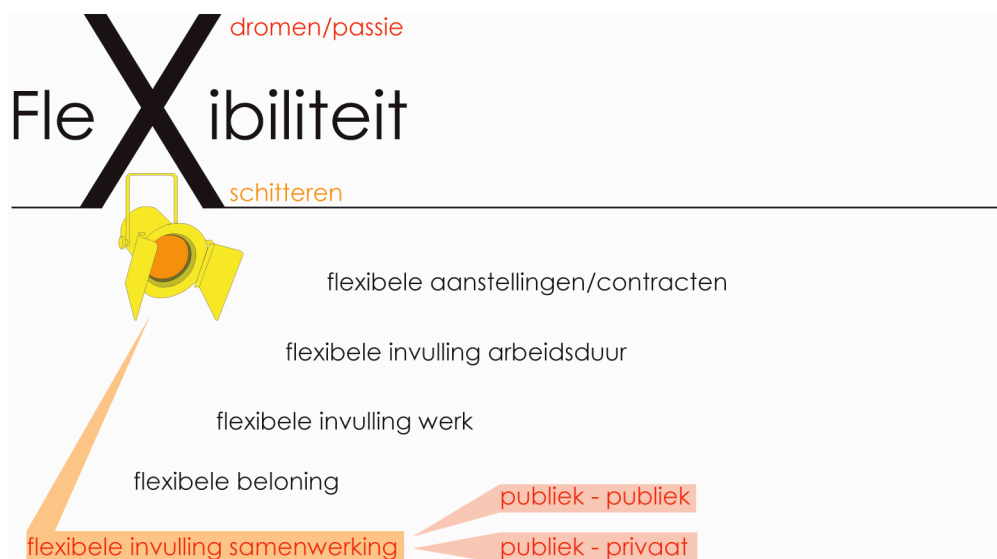 dromen/passie
FleXibiliteit
schitteren
flexibele aanstellingen/contracten
flexibele invulling arbeidsduur
flexibele invulling werk
flexibele beloning
publiek - publiek
flexibele invulling samenwerking
publiek - privaat